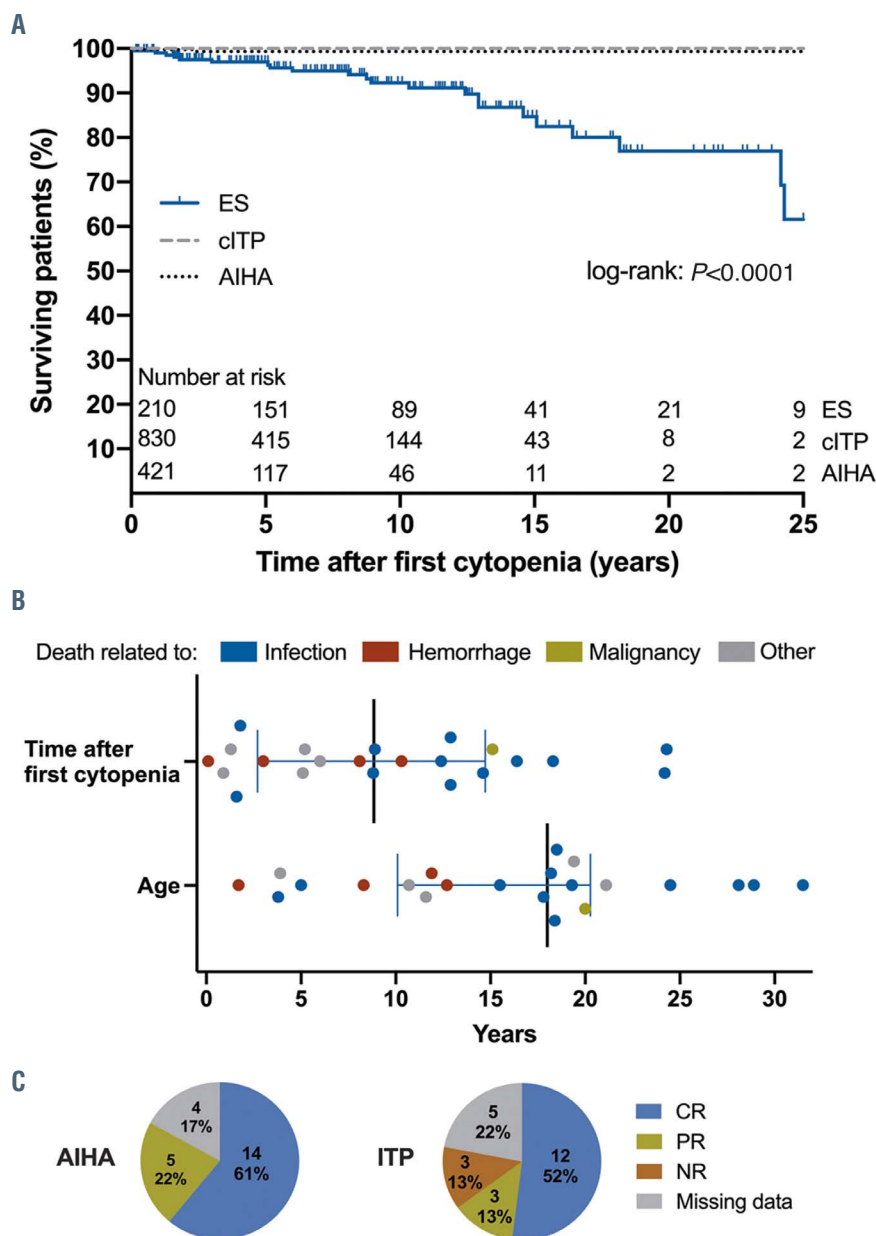 A
100
90
80
70
60
50
40
30
20
10
Surviving patients (%)
ES
cITP
AIHA
log-rank: P<0.0001
Number at risk
210 151 89 41 21 9 ES
830 415 144 43 8 2 cITP
421 117 46 11 2 2 AIHA
0 5 10 15 20 25
Time after first cytopenia (years)
B
Death related to: Infection Hemorrhage Malignancy Other
Time after
first cytopenia
Age
0 5 10 15 20 25 30
Years
C
AIHA
4
17%
5
22%
14
61%
ITP
5
22%
3
13%
3
13%
12
52%
CR
PR
NR
Missing data